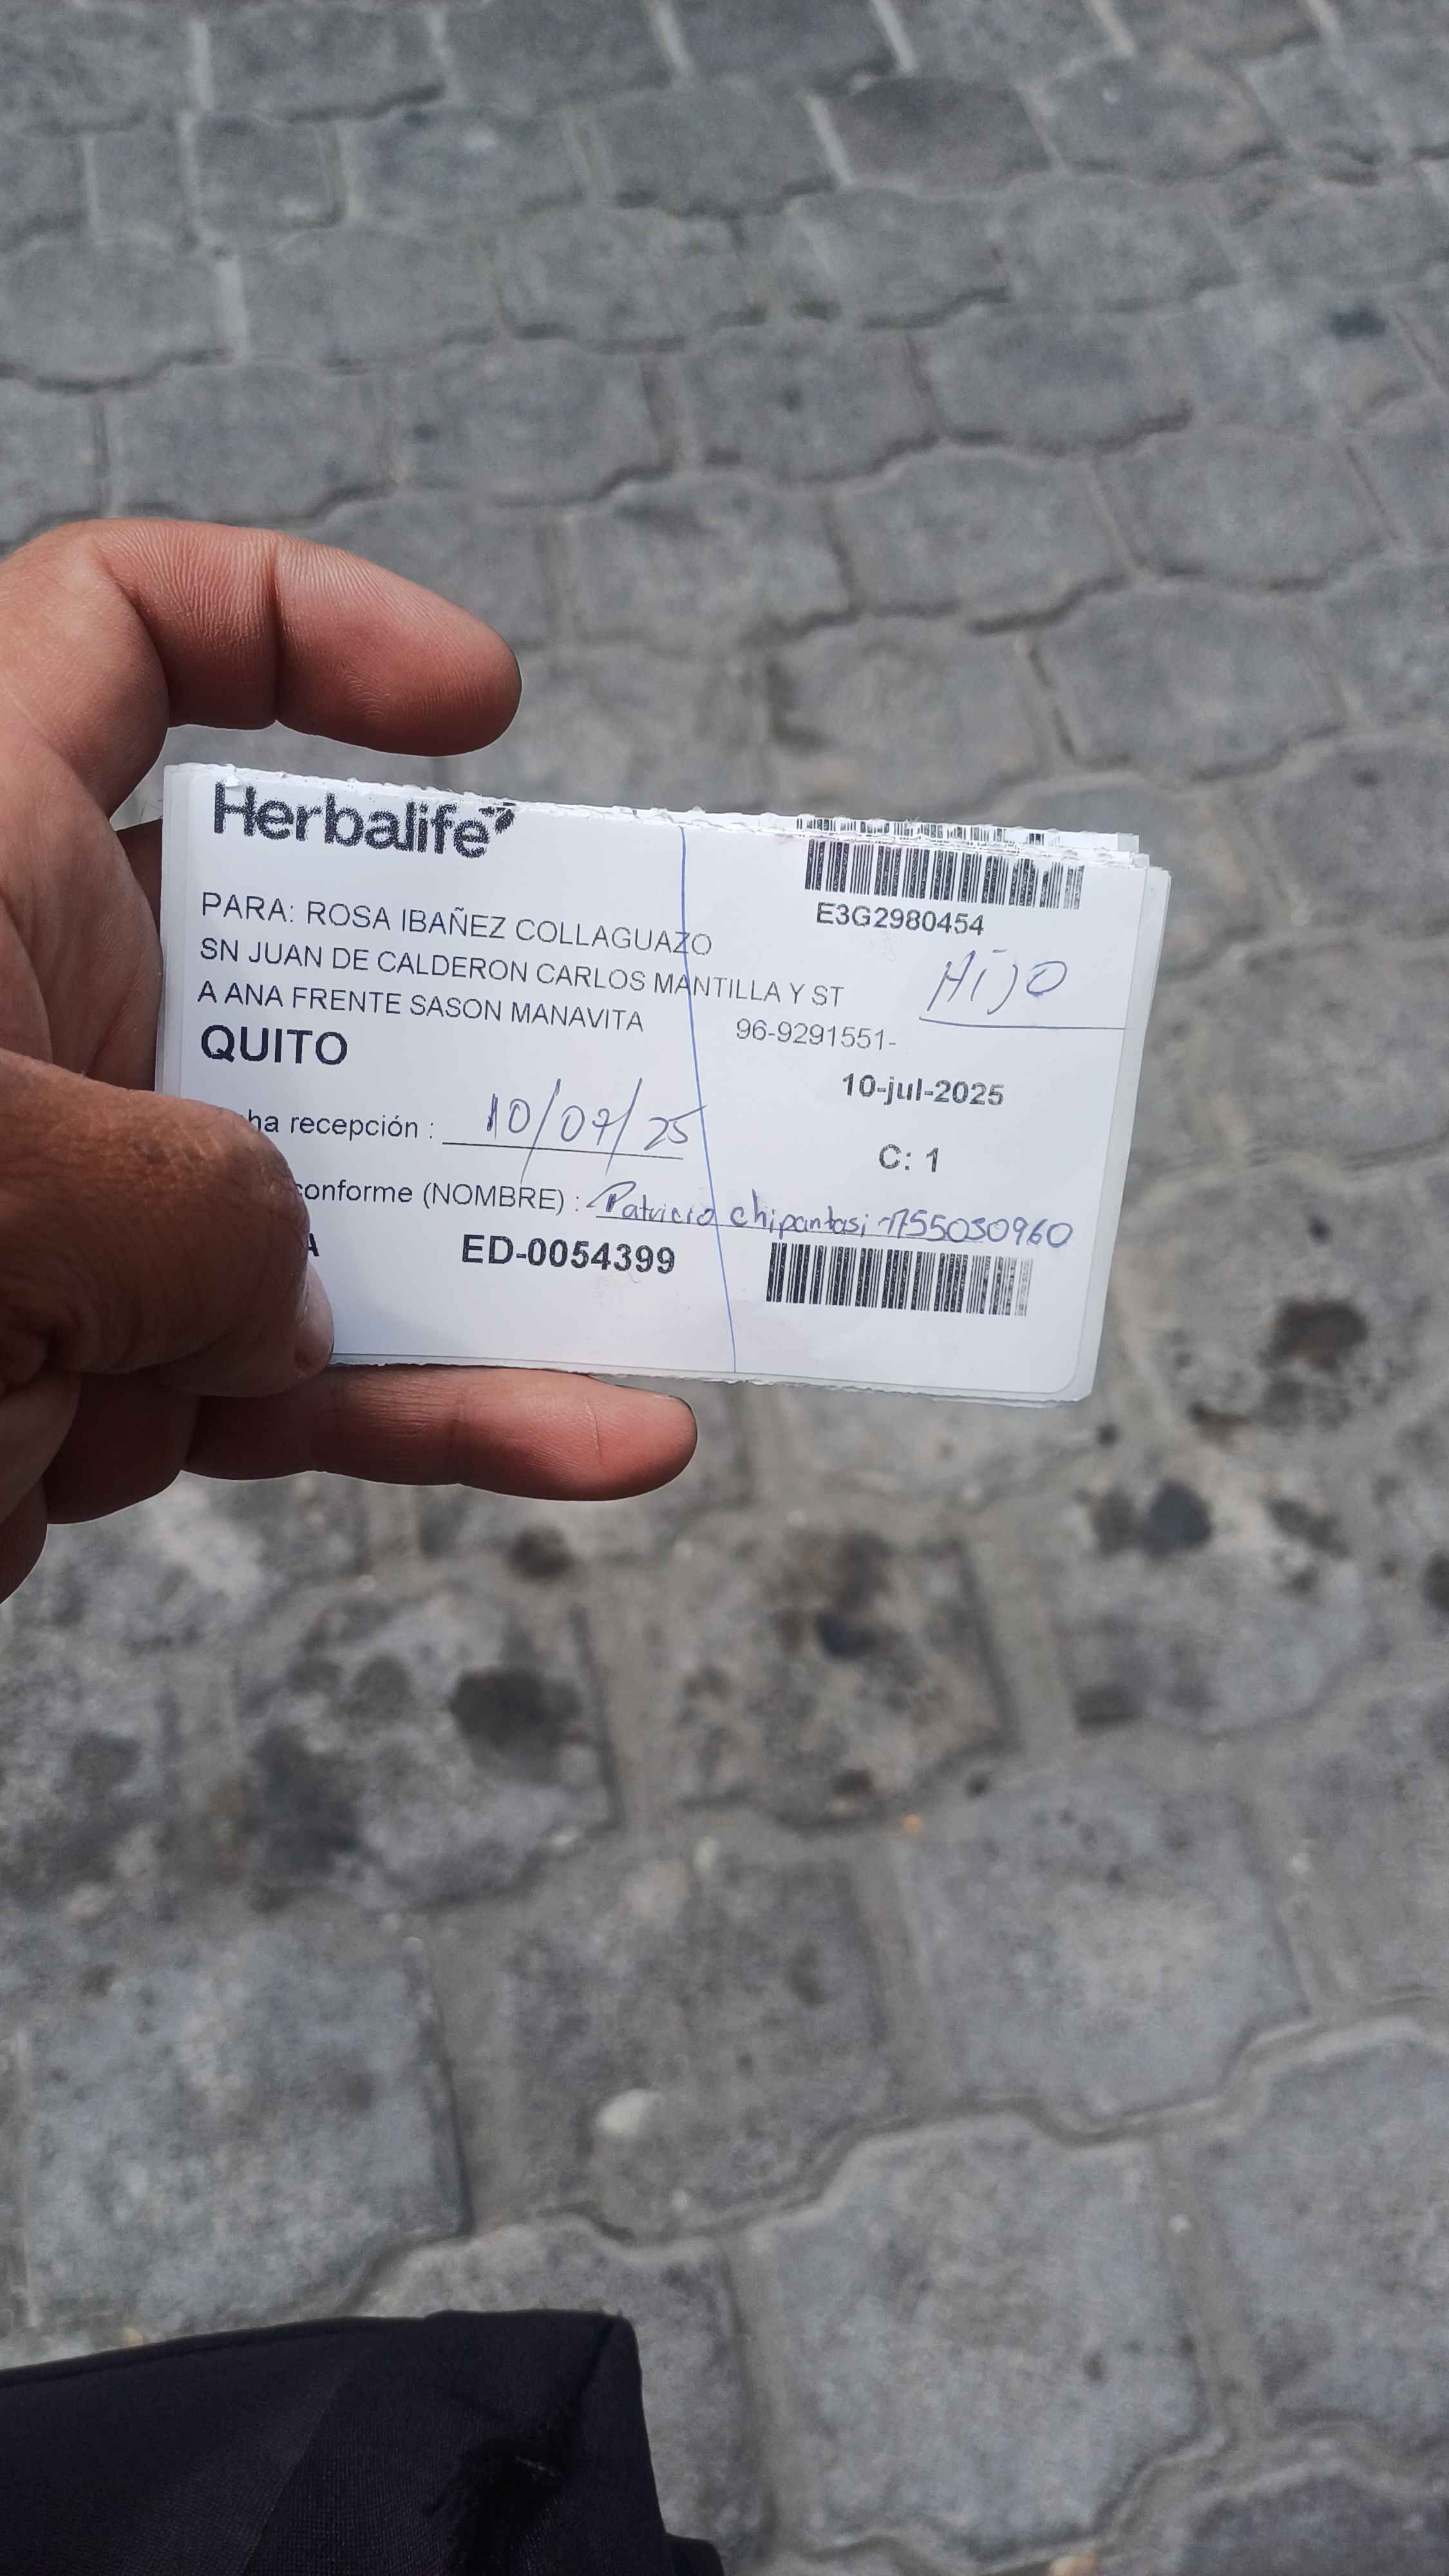 Herbalife
E3G2980454
PARA: ROSA IBAÑEZ COLLAGUAZO
SN JUAN DE CALDERON CARLOS MANTILLA Y ST
A ANA FRENTE SASON MANAVITA
96-9291551-
Hijo
QUITO
10-jul-2025
ha recepción : 10/07/25
C: 1
conforme (NOMBRE) : Patricio chipantasi 1755030960
A
ED-0054399